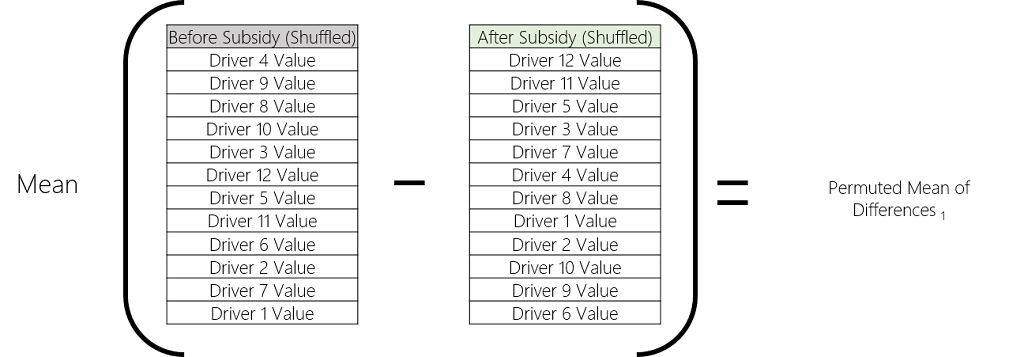 Mean
Before Subsidy (Shuffled)
Driver 4 Value
Driver 9 Value
Driver 8 Value
Driver 10 Value
Driver 3 Value
Driver 12 Value
Driver 5 Value
Driver 11 Value
Driver 6 Value
Driver 2 Value
Driver 7 Value
Driver 1 Value
−
After Subsidy (Shuffled)
Driver 12 Value
Driver 11 Value
Driver 5 Value
Driver 3 Value
Driver 7 Value
Driver 4 Value
Driver 8 Value
Driver 1 Value
Driver 2 Value
Driver 10 Value
Driver 9 Value
Driver 6 Value
=
Permuted Mean of
Differences 1